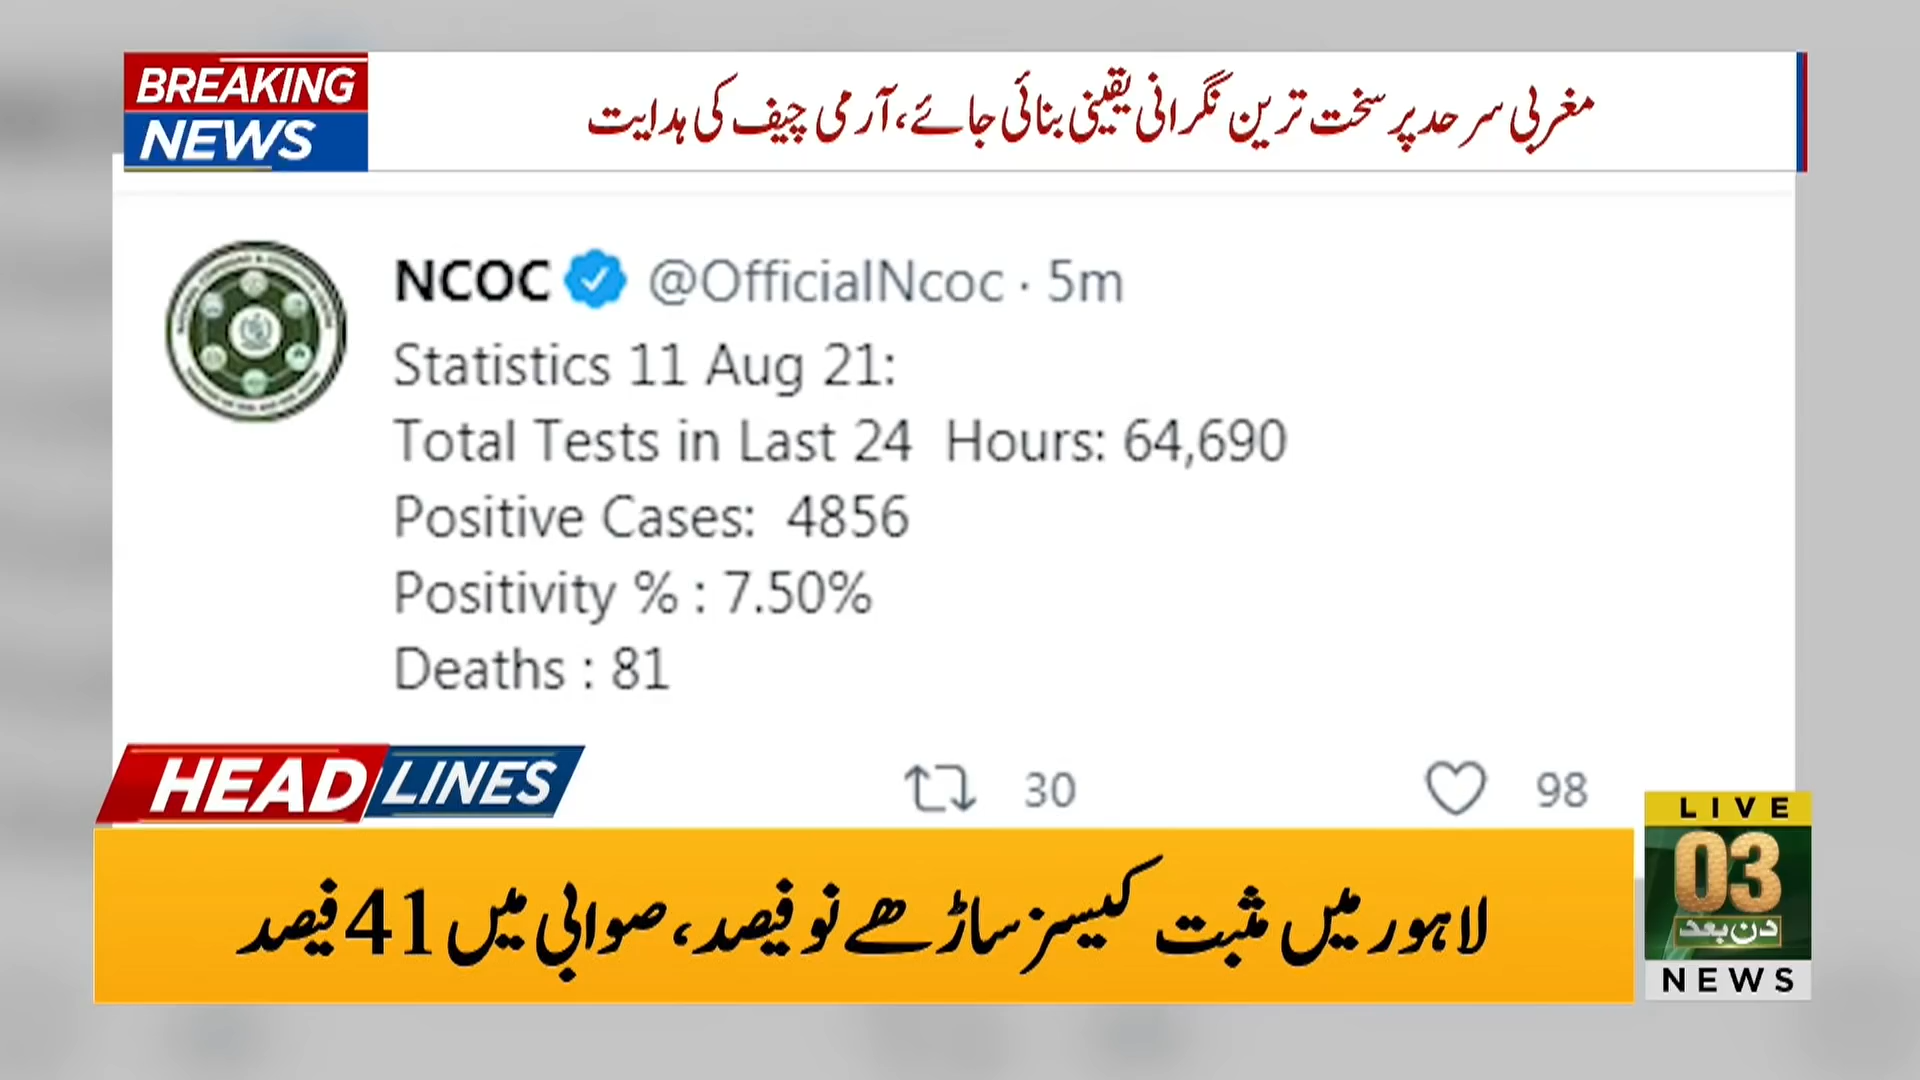 BREAKING
NEWS
مغربی سرحد پر سخت ترین نگرانی یقینی بنائی جائے، آرمی چیف کی ہدایت
NCOC @OfficialNcoc · 5m
Statistics 11 Aug 21:
Total Tests in Last 24 Hours: 64,690
Positive Cases: 4856
Positivity % : 7.50%
Deaths : 81
30 98
HEADLINES
لاہور میں مثبت کیسز ساڑھے نو فیصد، صوابی میں 41 فیصد
LIVE
03
دن بعد
NEWS